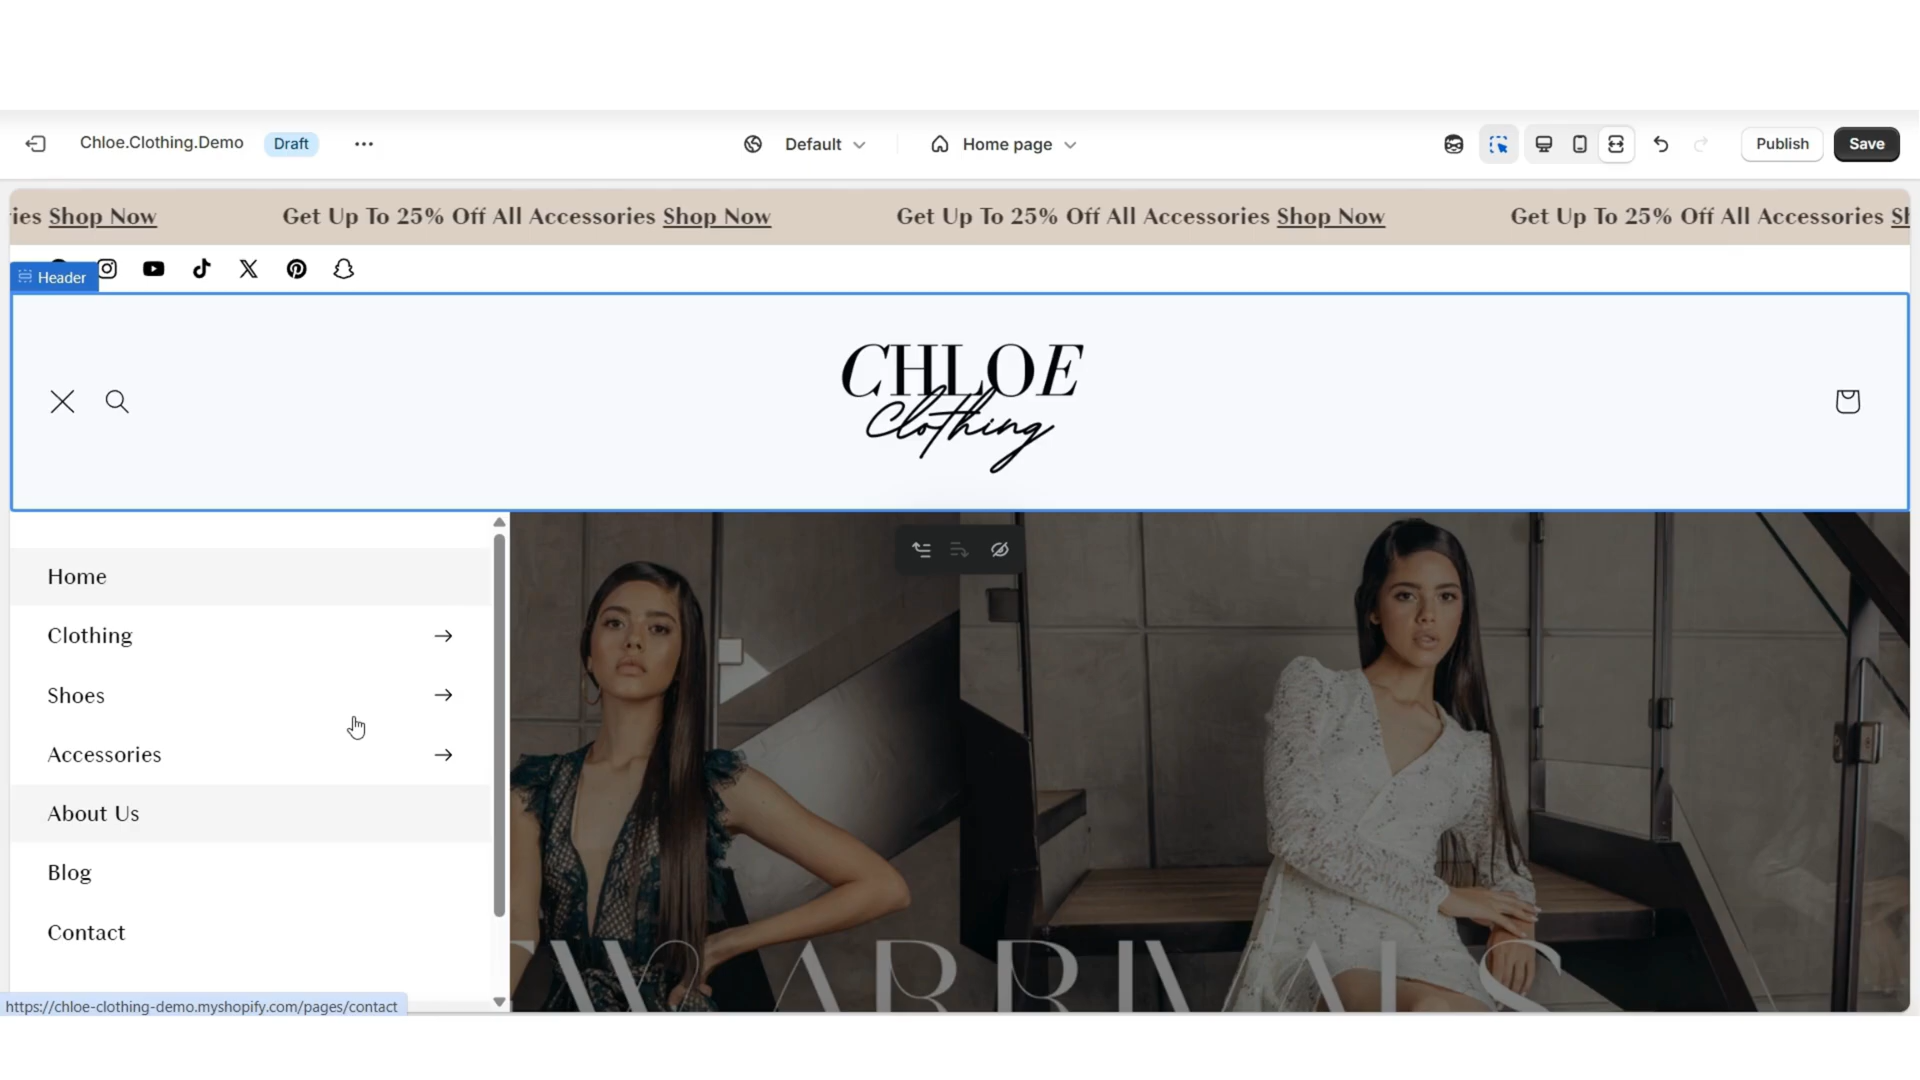 Chloe.Clothing.Demo Draft Default Home page Publish Save
ies Shop Now Get Up To 25% Off All Accessories Shop Now Get Up To 25% Off All Accessories Shop Now Get Up To 25% Off All Accessories Sh
Header
CHLOE
Clothing
Home
Clothing
Shoes
Accessories
About Us
Blog
Contact
W ARRIVALS
https://chloe-clothing-demo.myshopify.com/pages/contact